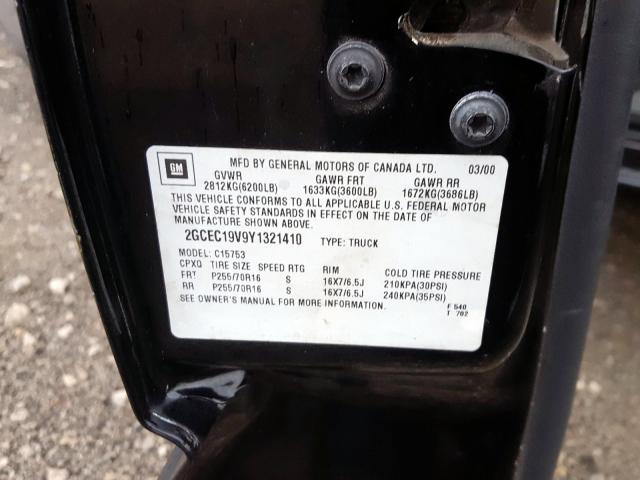 GM
MFD BY GENERAL MOTORS OF CANADA LTD. 03/00
GVWR GAWR FRT GAWR RR
2812KG(6200LB) 1633KG(3600LB) 1672KG(3686LB)
THIS VEHICLE CONFORMS TO ALL APPLICABLE U.S. FEDERAL MOTOR
VEHICLE SAFETY STANDARDS IN EFFECT ON THE DATE OF
MANUFACTURE SHOWN ABOVE.
2GCEC19V9Y1321410 TYPE: TRUCK
MODEL: C15753
CPXQ TIRE SIZE SPEED RTG RIM COLD TIRE PRESSURE
FRT P255/70R16 S 16X7/6.5J 210KPA(30PSI)
RR P255/70R16 S 16X7/6.5J 240KPA(35PSI)
SEE OWNER'S MANUAL FOR MORE INFORMATION.
F 540
T 702